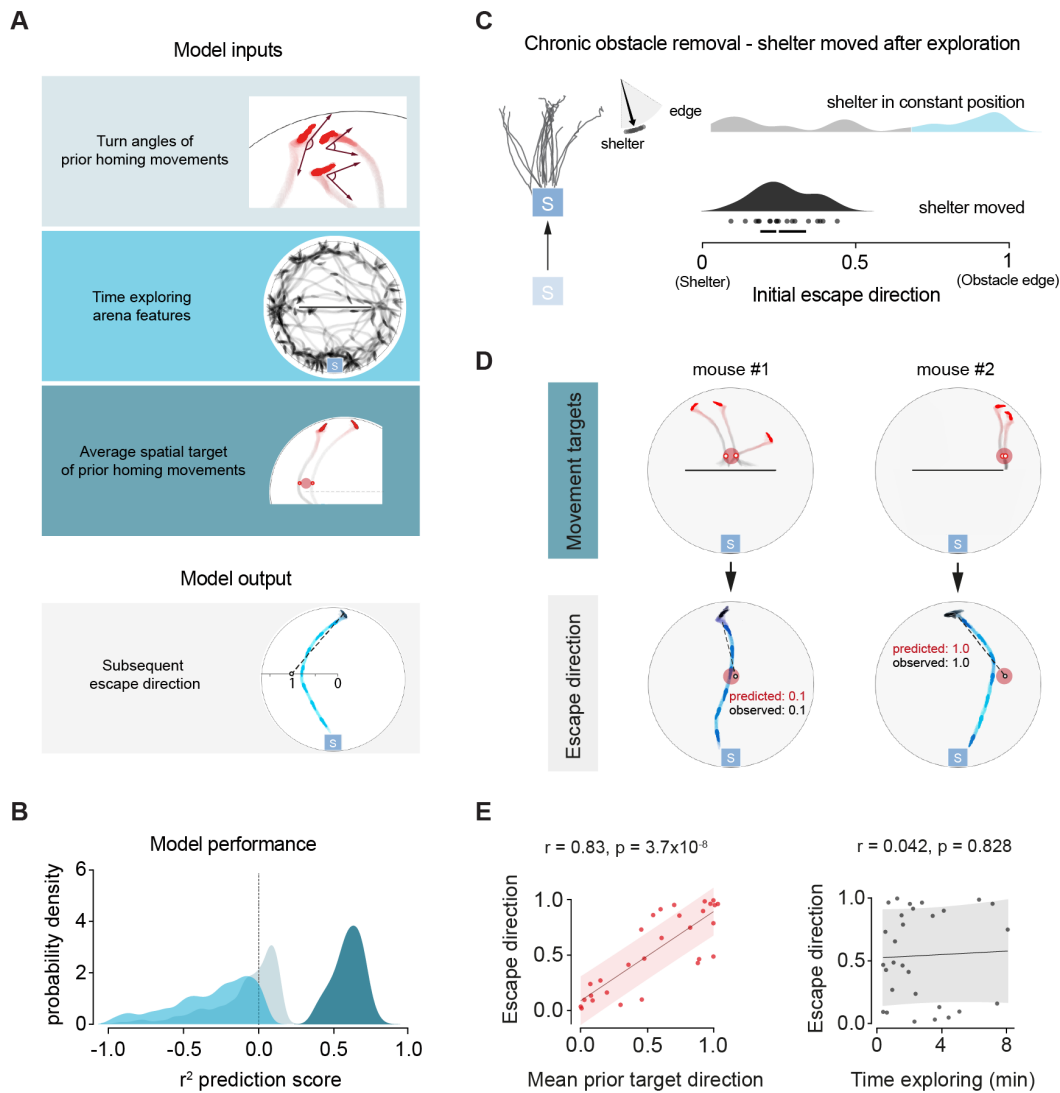 A
Model inputs
Turn angles of
prior homing movements
Time exploring
arena features
S
Average spatial target
of prior homing movements
Model output
Subsequent
escape direction
1
0
S
B
Model performance
probability density
6
4
2
0
-1.0
-0.5
0.0
0.5
1.0
r² prediction score
C
Chronic obstacle removal - shelter moved after exploration
S
S
edge
shelter
shelter in constant position
shelter moved
0
0.5
1
(Shelter)
(Obstacle edge)
Initial escape direction
D
mouse #1
mouse #2
Movement targets
S
S
Escape direction
predicted: 0.1
observed: 0.1
S
predicted: 1.0
observed: 1.0
S
E
r = 0.83, p = 3.7x10⁻⁸
Escape direction
1.0
0.5
0.0
0.0
0.5
1.0
Mean prior target direction
r = 0.042, p = 0.828
Escape direction
1.0
0.5
0.0
0
4
8
Time exploring (min)